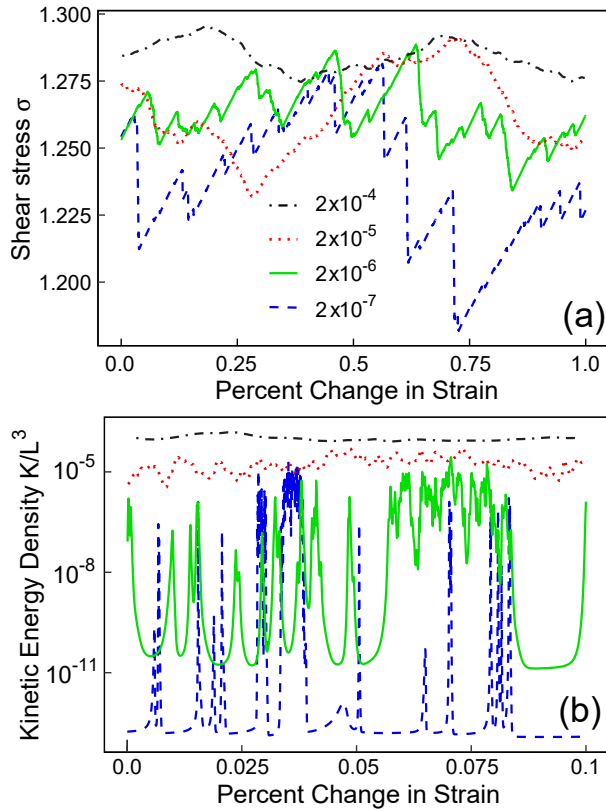 1.300
1.275
1.250
1.225
1.200
Shear stress σ
2x10⁻⁴
2x10⁻⁵
2x10⁻⁶
2x10⁻⁷
(a)
0.0 0.25 0.5 0.75 1.0
Percent Change in Strain
10⁻⁵
10⁻⁸
10⁻¹¹
Kinetic Energy Density K/L³
(b)
0.0 0.025 0.05 0.075 0.1
Percent Change in Strain